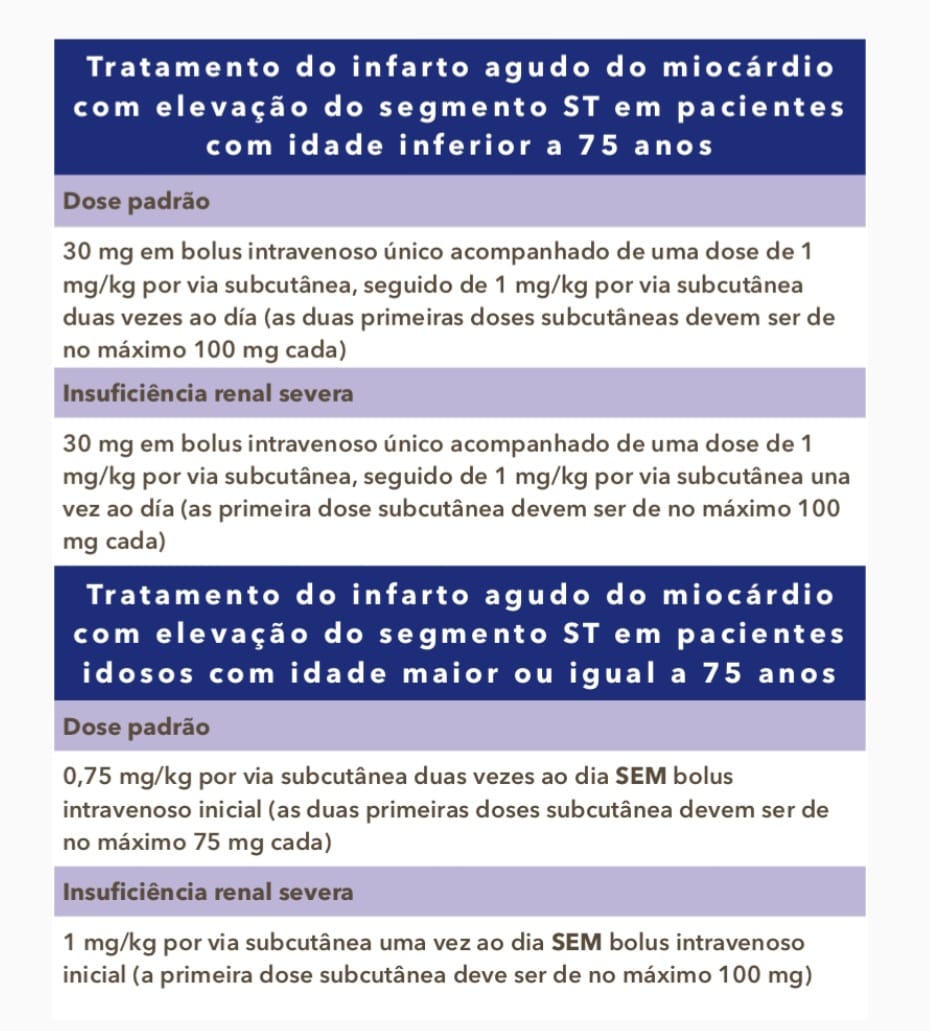 Tratamento do infarto agudo do miocárdio
com elevação do segmento ST em pacientes
com idade inferior a 75 anos
Dose padrão
30 mg em bolus intravenoso único acompanhado de uma dose de 1
mg/kg por via subcutânea, seguido de 1 mg/kg por via subcutânea
duas vezes ao día (as duas primeiras doses subcutâneas devem ser de
no máximo 100 mg cada)
Insuficiência renal severa
30 mg em bolus intravenoso único acompanhado de uma dose de 1
mg/kg por via subcutânea, seguido de 1 mg/kg por via subcutânea una
vez ao día (as primeira dose subcutânea devem ser de no máximo 100
mg cada)
Tratamento do infarto agudo do miocárdio
com elevação do segmento ST em pacientes
idosos com idade maior ou igual a 75 anos
Dose padrão
0,75 mg/kg por via subcutânea duas vezes ao dia SEM bolus
intravenoso inicial (as duas primeiras doses subcutânea devem ser de
no máximo 75 mg cada)
Insuficiência renal severa
1 mg/kg por via subcutânea uma vez ao dia SEM bolus intravenoso
inicial (a primeira dose subcutânea deve ser de no máximo 100 mg)